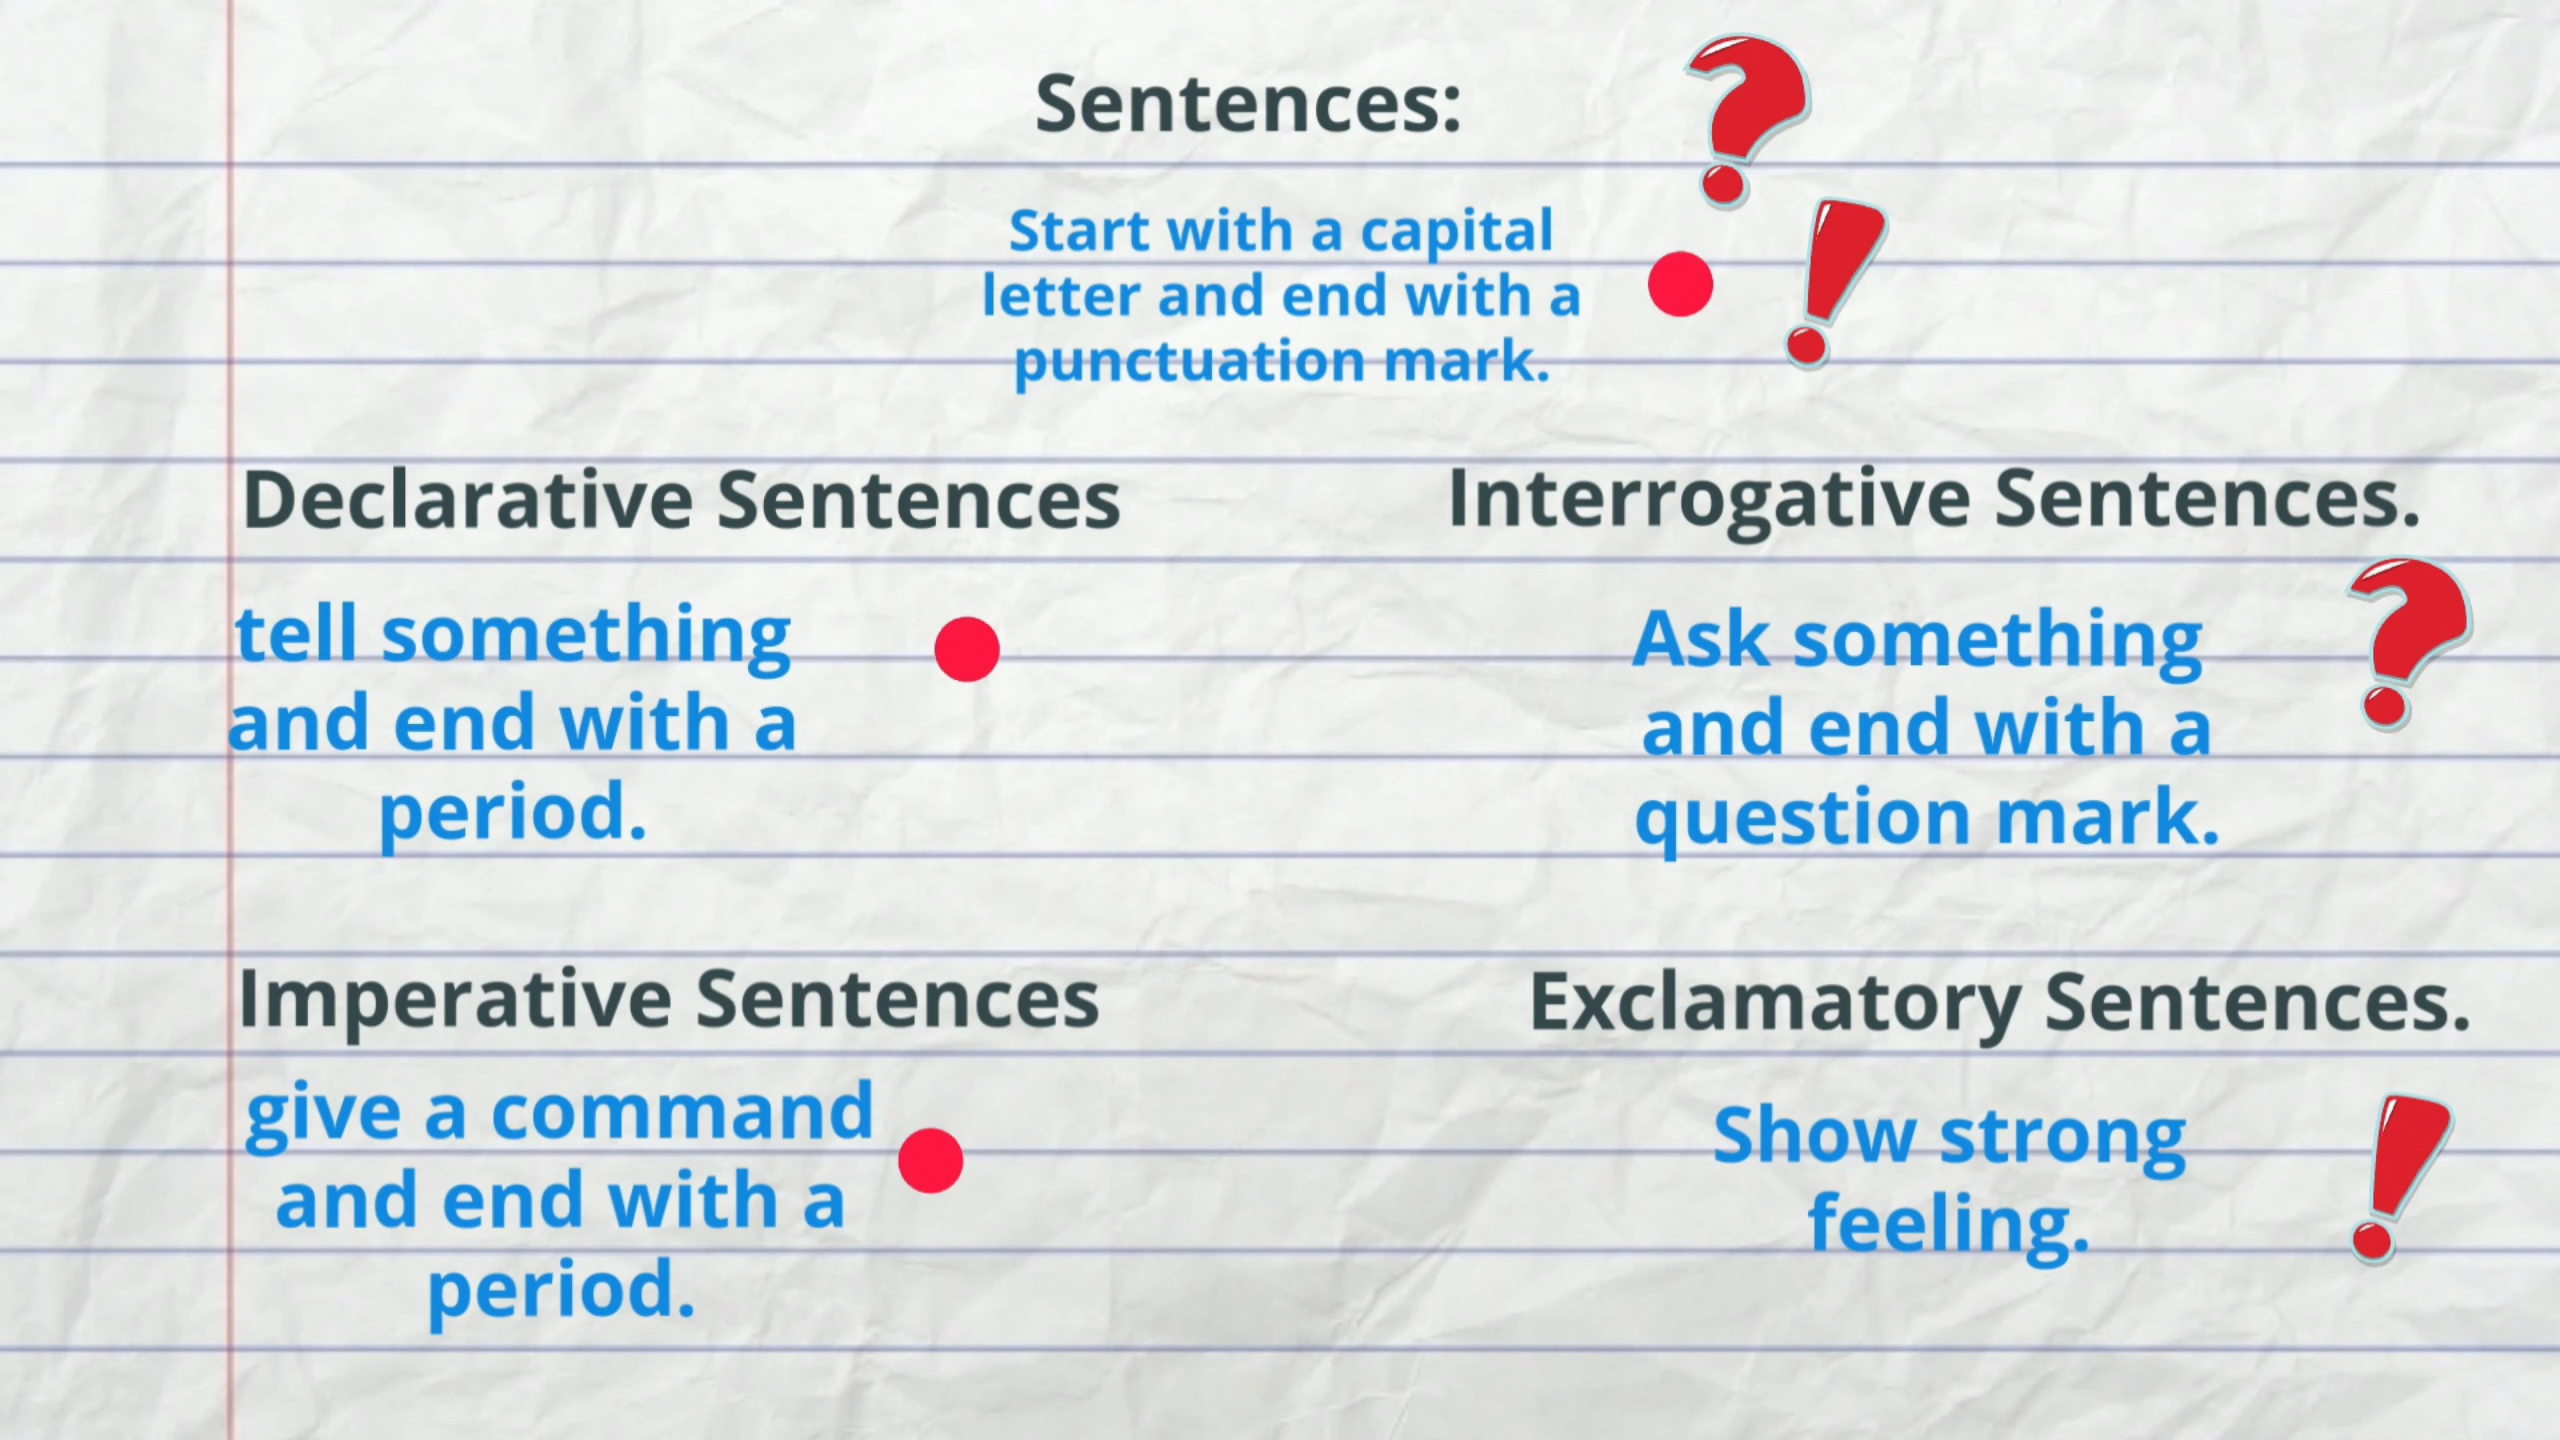 Sentences:
Start with a capital
letter and end with a
punctuation mark.
Declarative Sentences
tell something
and end with a
period.
Interrogative Sentences.
Ask something
and end with a
question mark.
Imperative Sentences
give a command
and end with a
period.
Exclamatory Sentences.
Show strong
feeling.